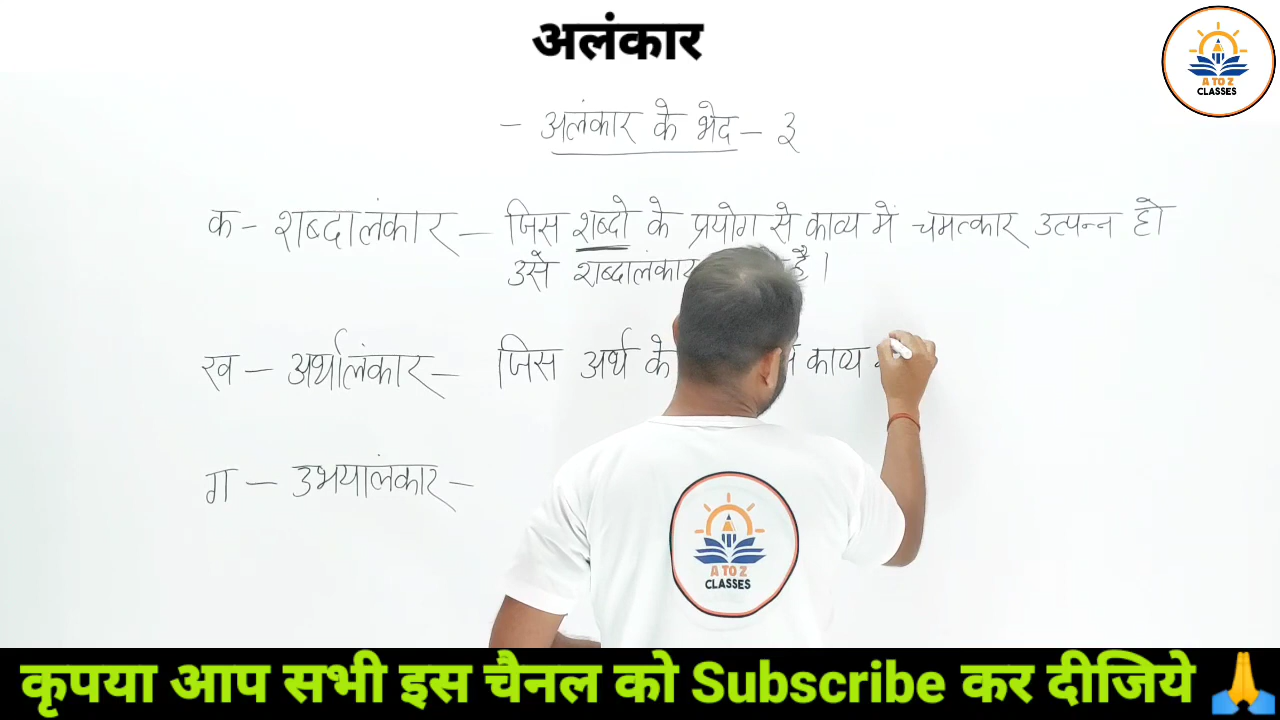 अलंकार
A TO Z
CLASSES
- अलंकार के भेद - ३
क - शब्दालंकार - जिस शब्दो के प्रयोग से काव्य में चमत्कार उत्पन्न हो
उसे शब्दालंकार है।
ख - अर्थालंकार - जिस अर्थ के काव्य
ग - उभयालंकार -
A TO Z
CLASSES
कृपया आप सभी इस चैनल को Subscribe कर दीजिये 🙏